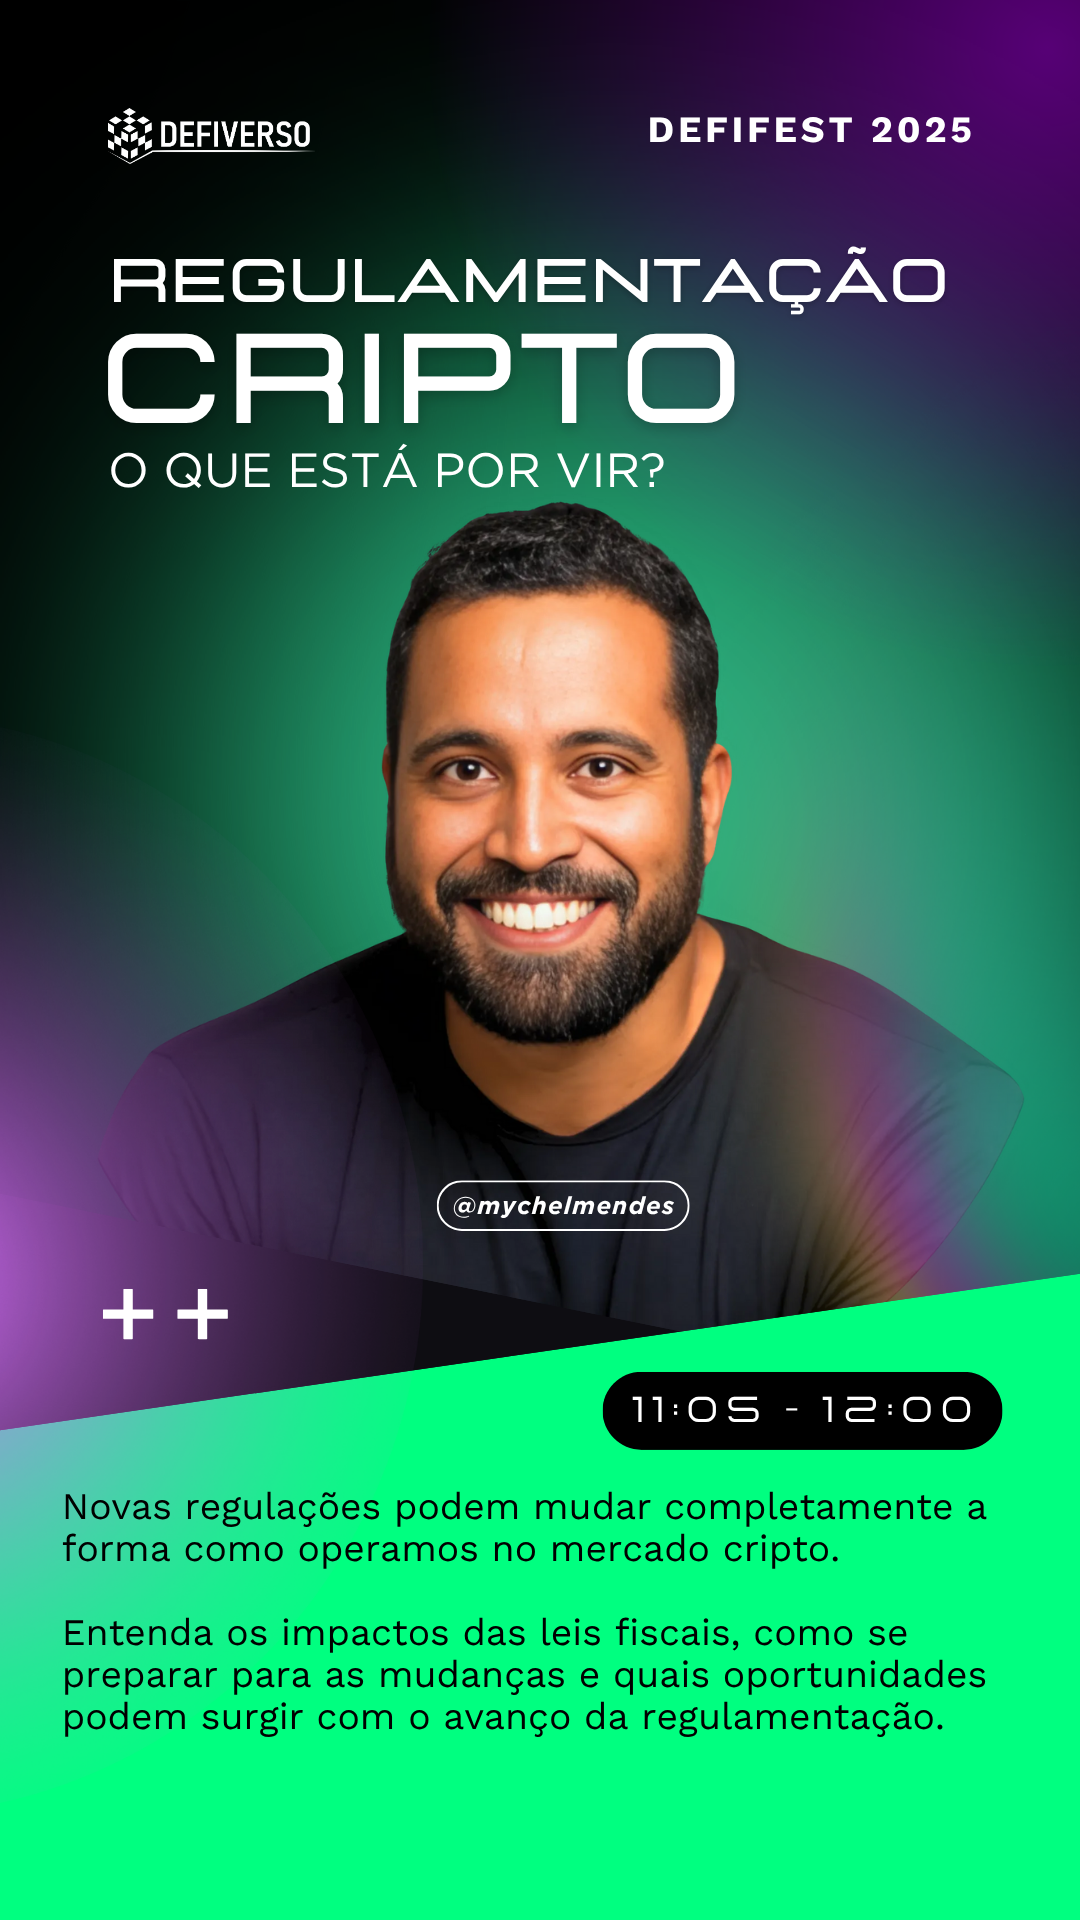 DEFIVERSO
DEFIFEST 2025
REGULAMENTAÇÃO
CRIPTO
O QUE ESTÁ POR VIR?
@mychelmendes
++
11:05 - 12:00
Novas regulações podem mudar completamente a
forma como operamos no mercado cripto.
Entenda os impactos das leis fiscais, como se
preparar para as mudanças e quais oportunidades
podem surgir com o avanço da regulamentação.